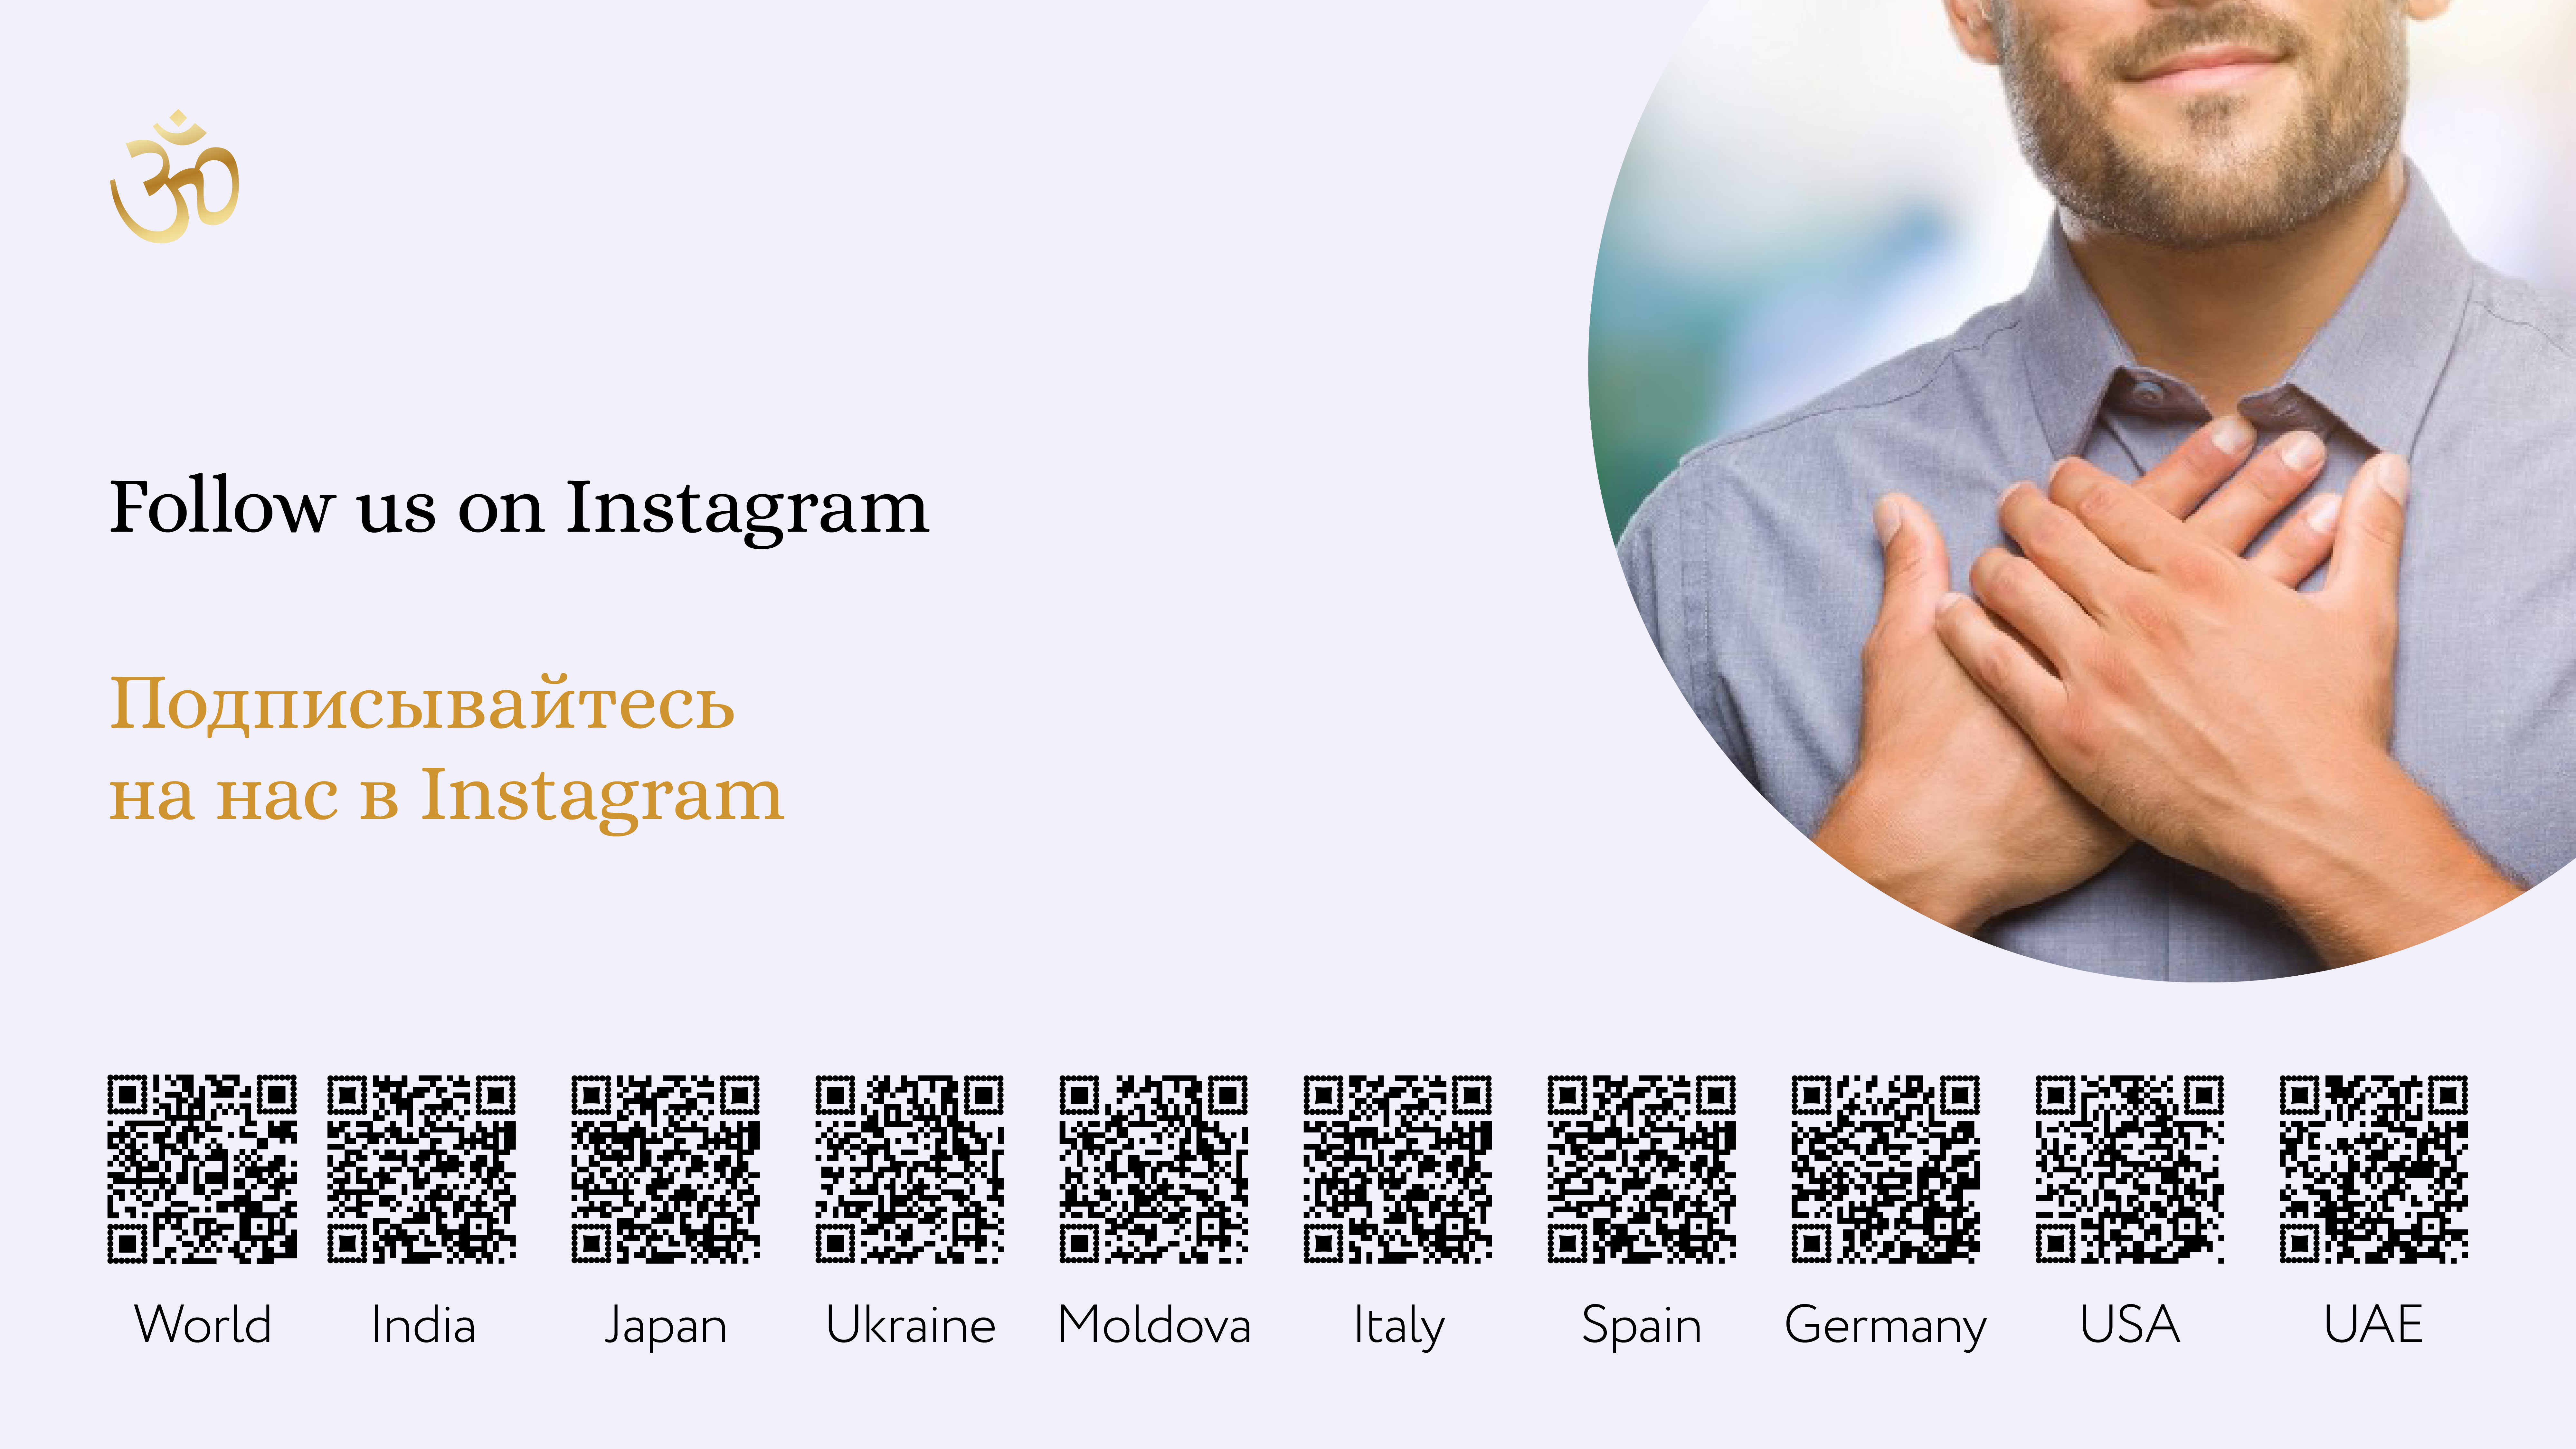 ॐ
Follow us on Instagram
Подписывайтесь
на нас в Instagram
World India Japan Ukraine Moldova Italy Spain Germany USA UAE